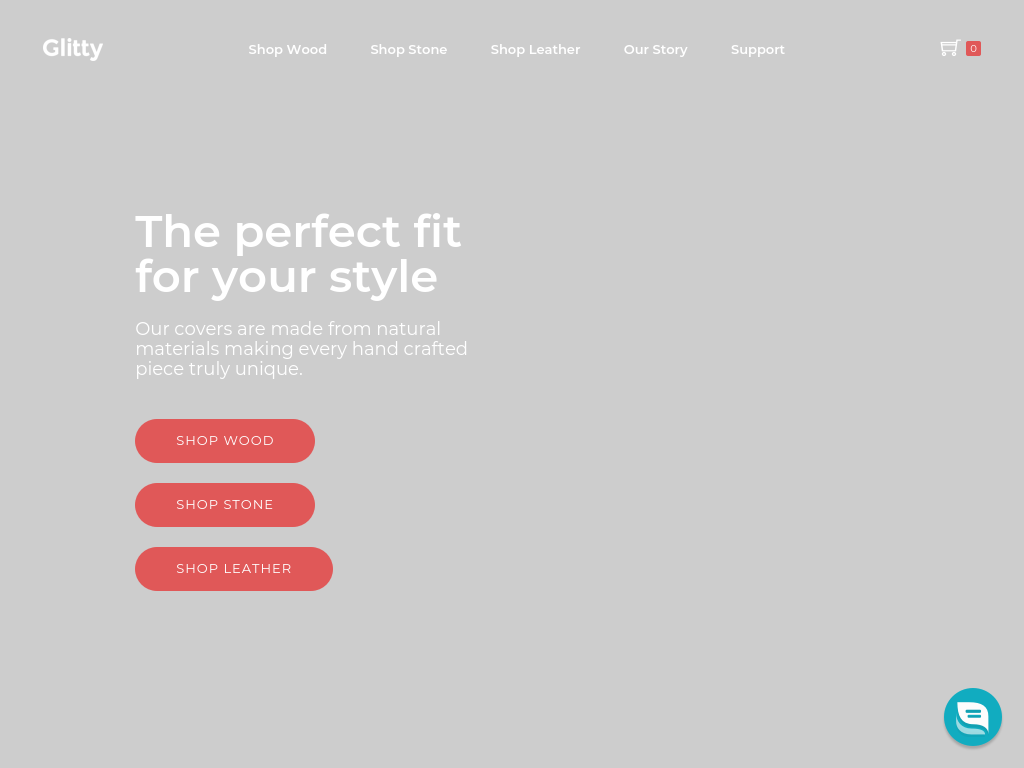 Glitty
Shop Wood
Shop Stone
Shop Leather
Our Story
Support
0
The perfect fit
for your style
Our covers are made from natural
materials making every hand crafted
piece truly unique.
SHOP WOOD
SHOP STONE
SHOP LEATHER